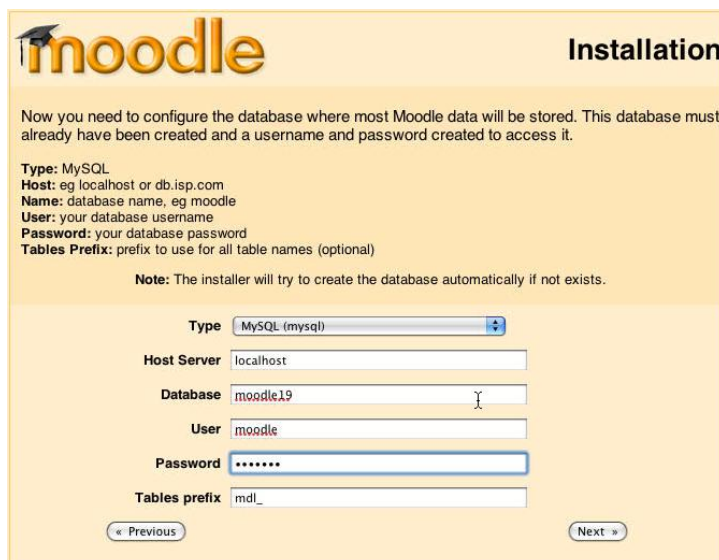 moodle
Installation
Now you need to configure the database where most Moodle data will be stored. This database must
already have been created and a username and password created to access it.
Type: MySQL
Host: eg localhost or db.isp.com
Name: database name, eg moodle
User: your database username
Password: your database password
Tables Prefix: prefix to use for all table names (optional)
Note: The installer will try to create the database automatically if not exists.
Type MySQL (mysql)
Host Server localhost
Database moodle19
User moodle
Password •••••••
Tables prefix mdl_
« Previous Next »